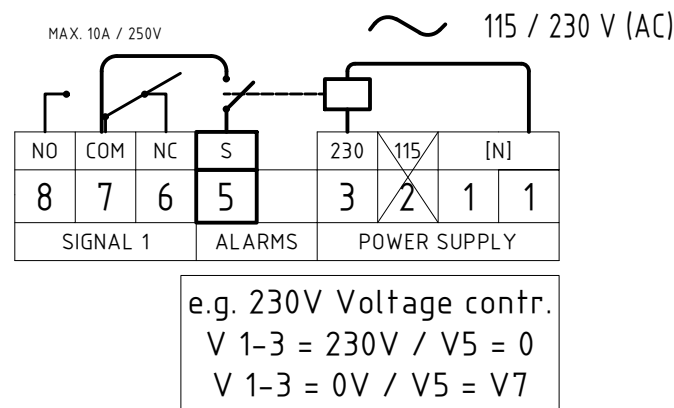 MAX. 10A / 250V
115 / 230 V (AC)
NO COM NC S 230 115 [N]
8 7 6 5 3 2 1 1
SIGNAL 1 ALARMS POWER SUPPLY
e.g. 230V Voltage contr.
V 1-3 = 230V / V5 = 0
V 1-3 = 0V / V5 = V7